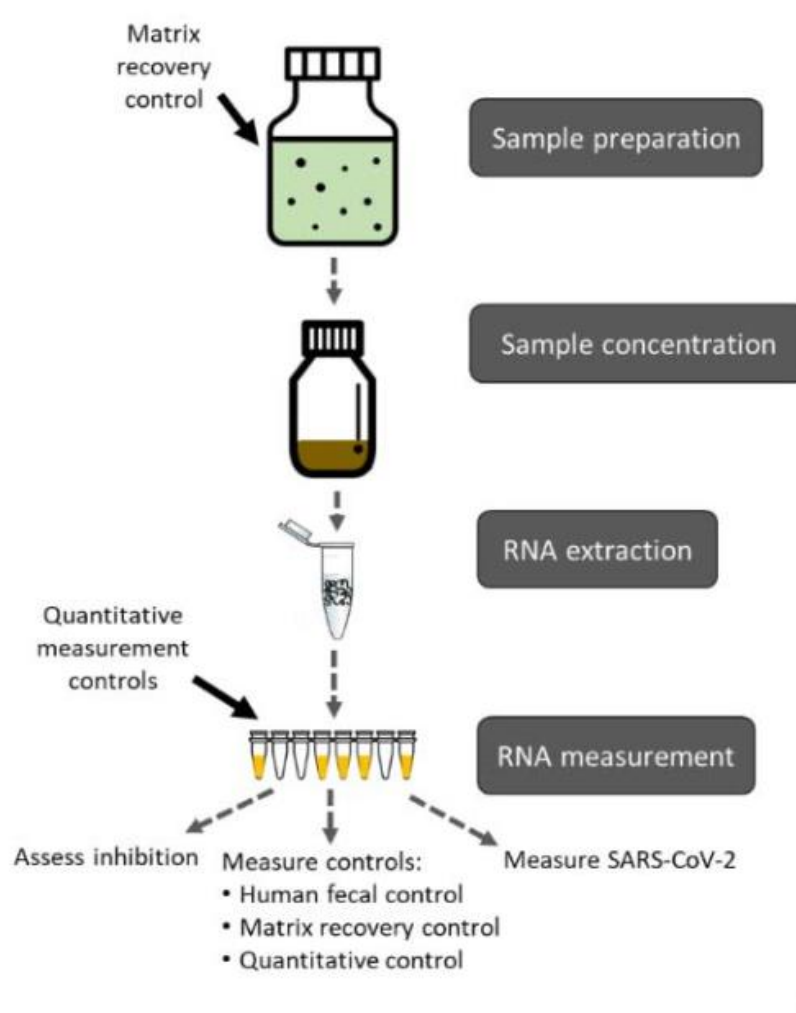 Matrix
recovery
control
Sample preparation
Sample concentration
RNA extraction
Quantitative
measurement
controls
RNA measurement
Assess inhibition
Measure controls:
• Human fecal control
• Matrix recovery control
• Quantitative control
Measure SARS-CoV-2